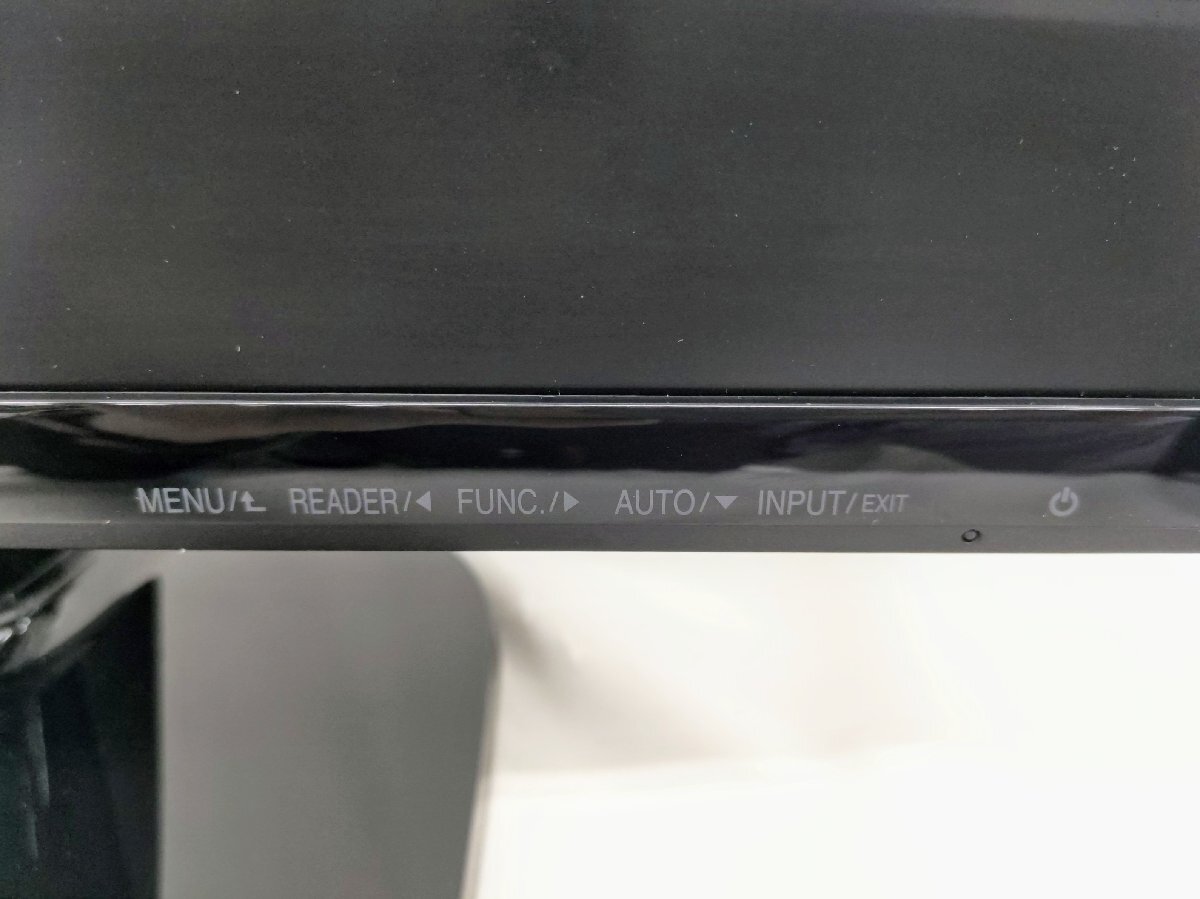 MENU/⮤ READER/◀ FUNC./▶ AUTO/▼ INPUT/EXIT